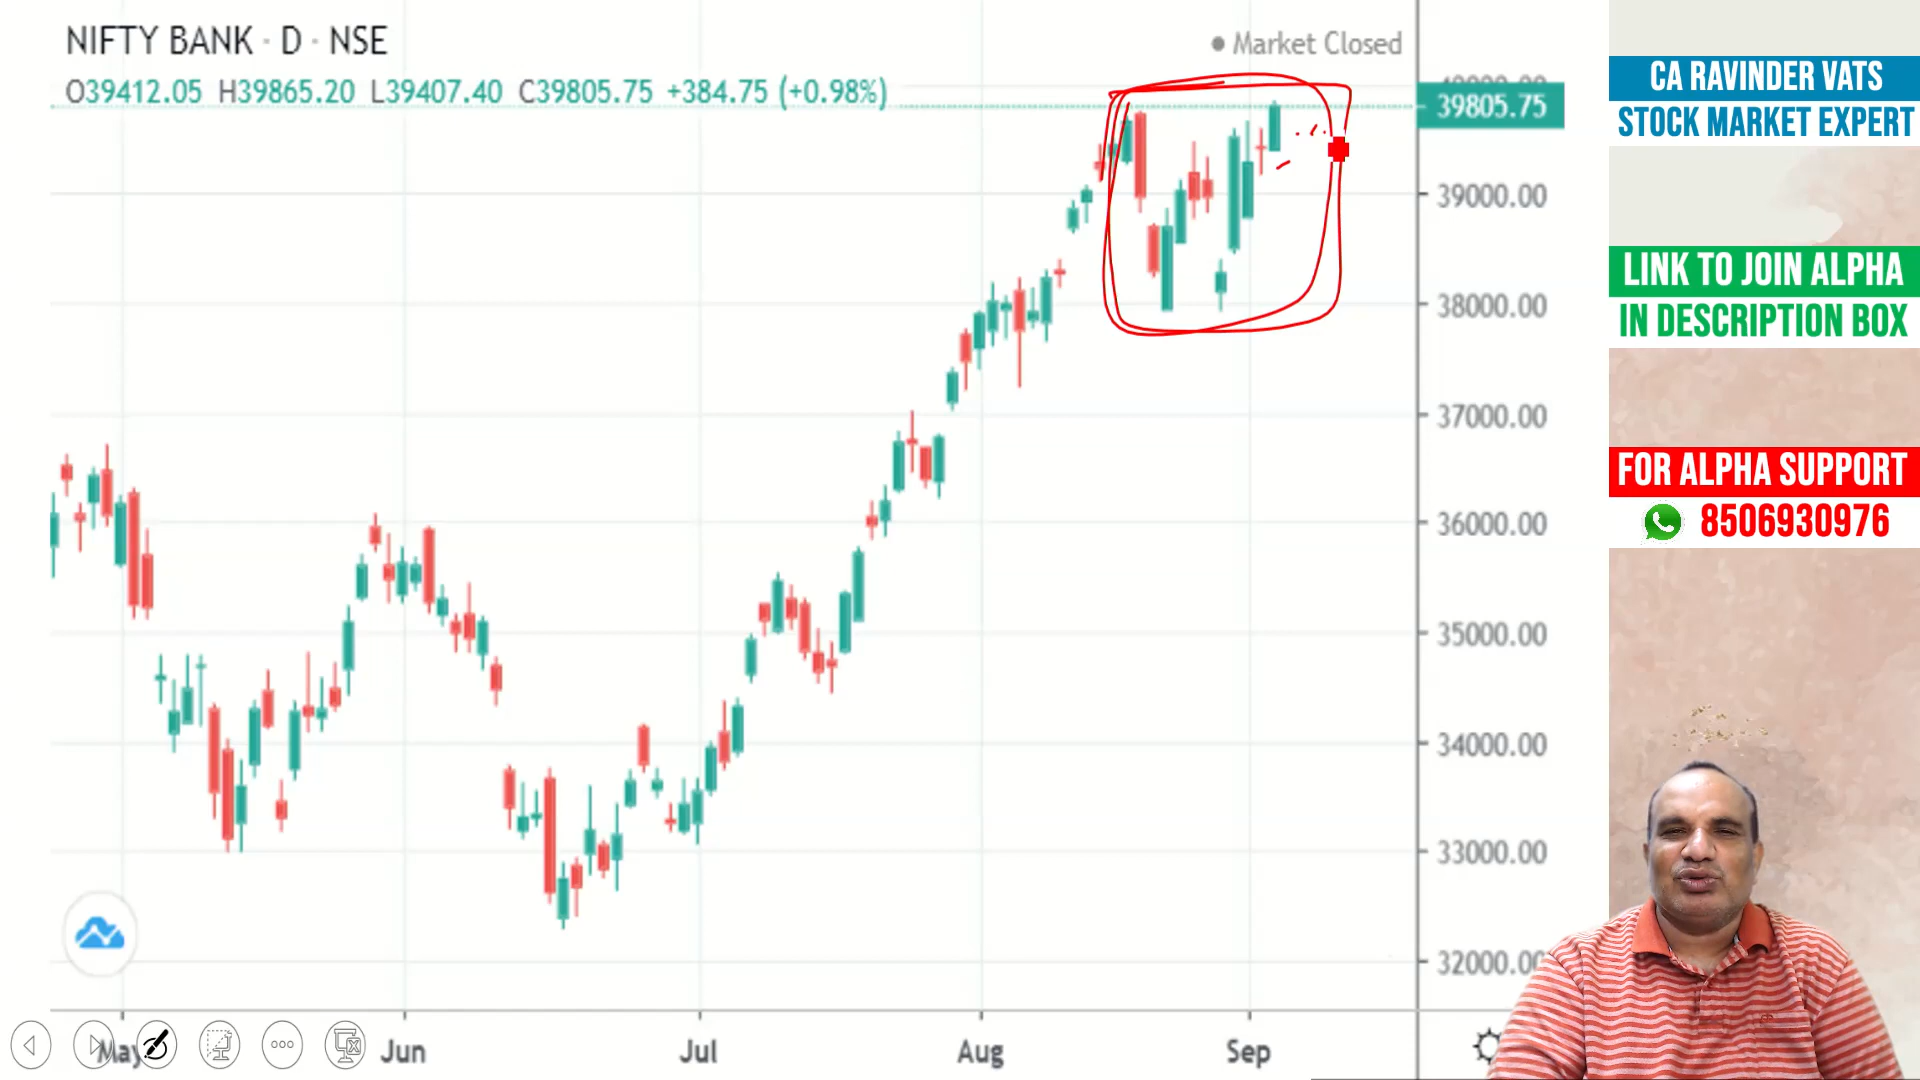 NIFTY BANK · D · NSE
● Market Closed
O39412.05 H39865.20 L39407.40 C39805.75 +384.75 (+0.98%)
39805.75
39000.00
38000.00
37000.00
36000.00
35000.00
34000.00
33000.00
32000.00
May Jun Jul Aug Sep
CA RAVINDER VATS
STOCK MARKET EXPERT
LINK TO JOIN ALPHA
IN DESCRIPTION BOX
FOR ALPHA SUPPORT
8506930976